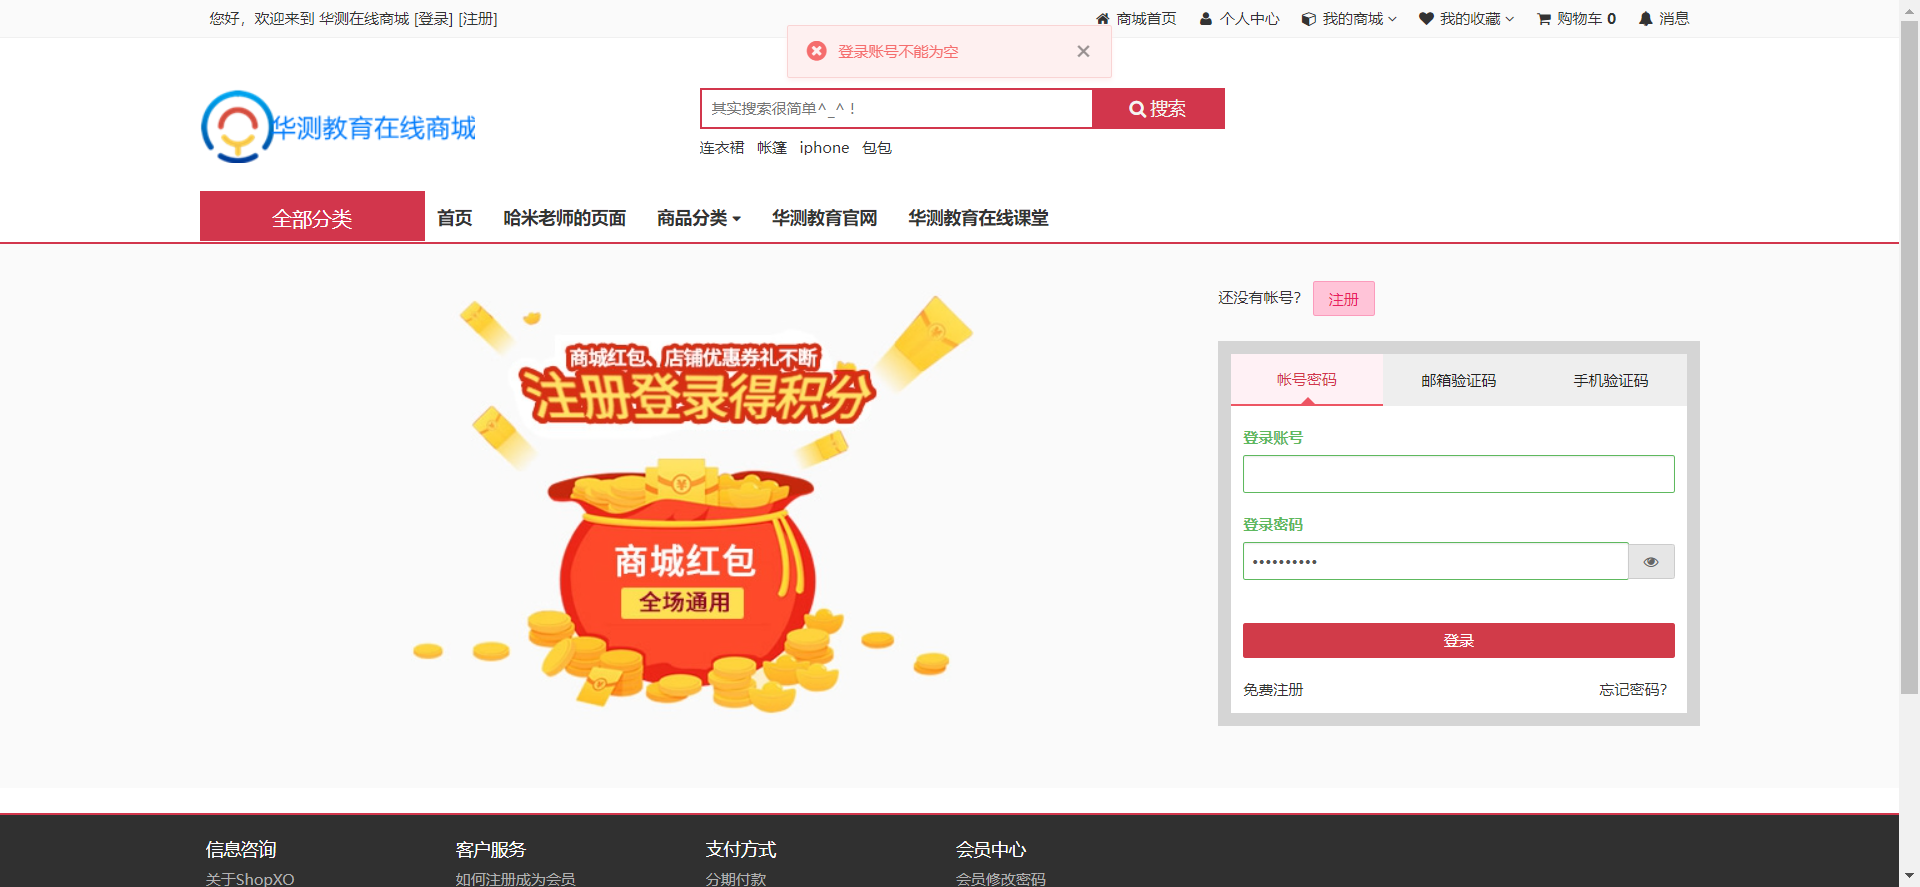 您好，欢迎来到 华测在线商城 [登录] [注册]
商城首页 个人中心 我的商城 我的收藏 购物车 0 消息
登录账号不能为空
华测教育在线商城
其实搜索很简单^_^ !
搜索
连衣裙 帐篷 iphone 包包
全部分类 首页 哈米老师的页面 商品分类 华测教育官网 华测教育在线课堂
商城红包、店铺优惠券礼不断
注册登录得积分
商城红包
全场通用
还没有帐号？ 注册
帐号密码 邮箱验证码 手机验证码
登录账号
登录密码
••••••••••
登录
免费注册 忘记密码？
信息咨询 客户服务 支付方式 会员中心
关于ShopXO 如何注册成为会员 分期付款 会员修改密码